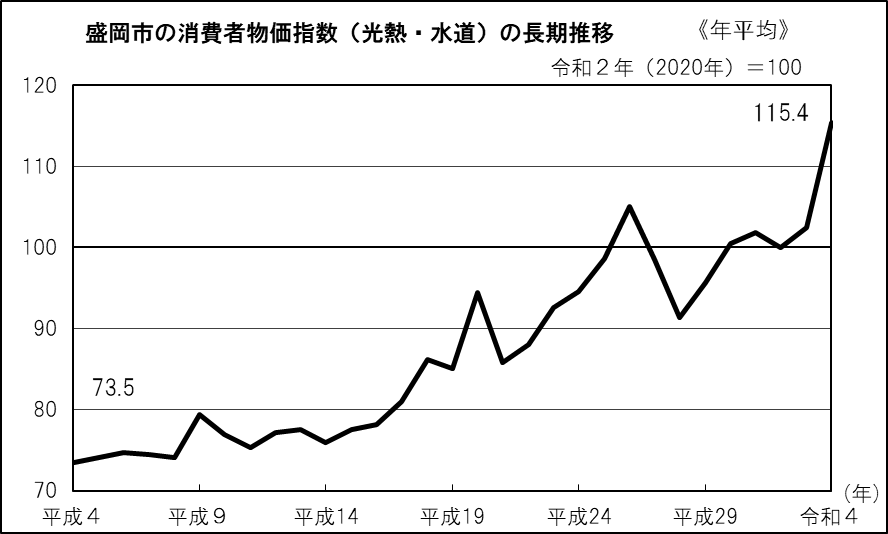 盛岡市の消費者物価指数（光熱・水道）の長期推移 《年平均》
令和２年（2020年）＝100
120
115.4
110
100
90
73.5
80
70
(年)
平成４ 平成９ 平成14 平成19 平成24 平成29 令和４